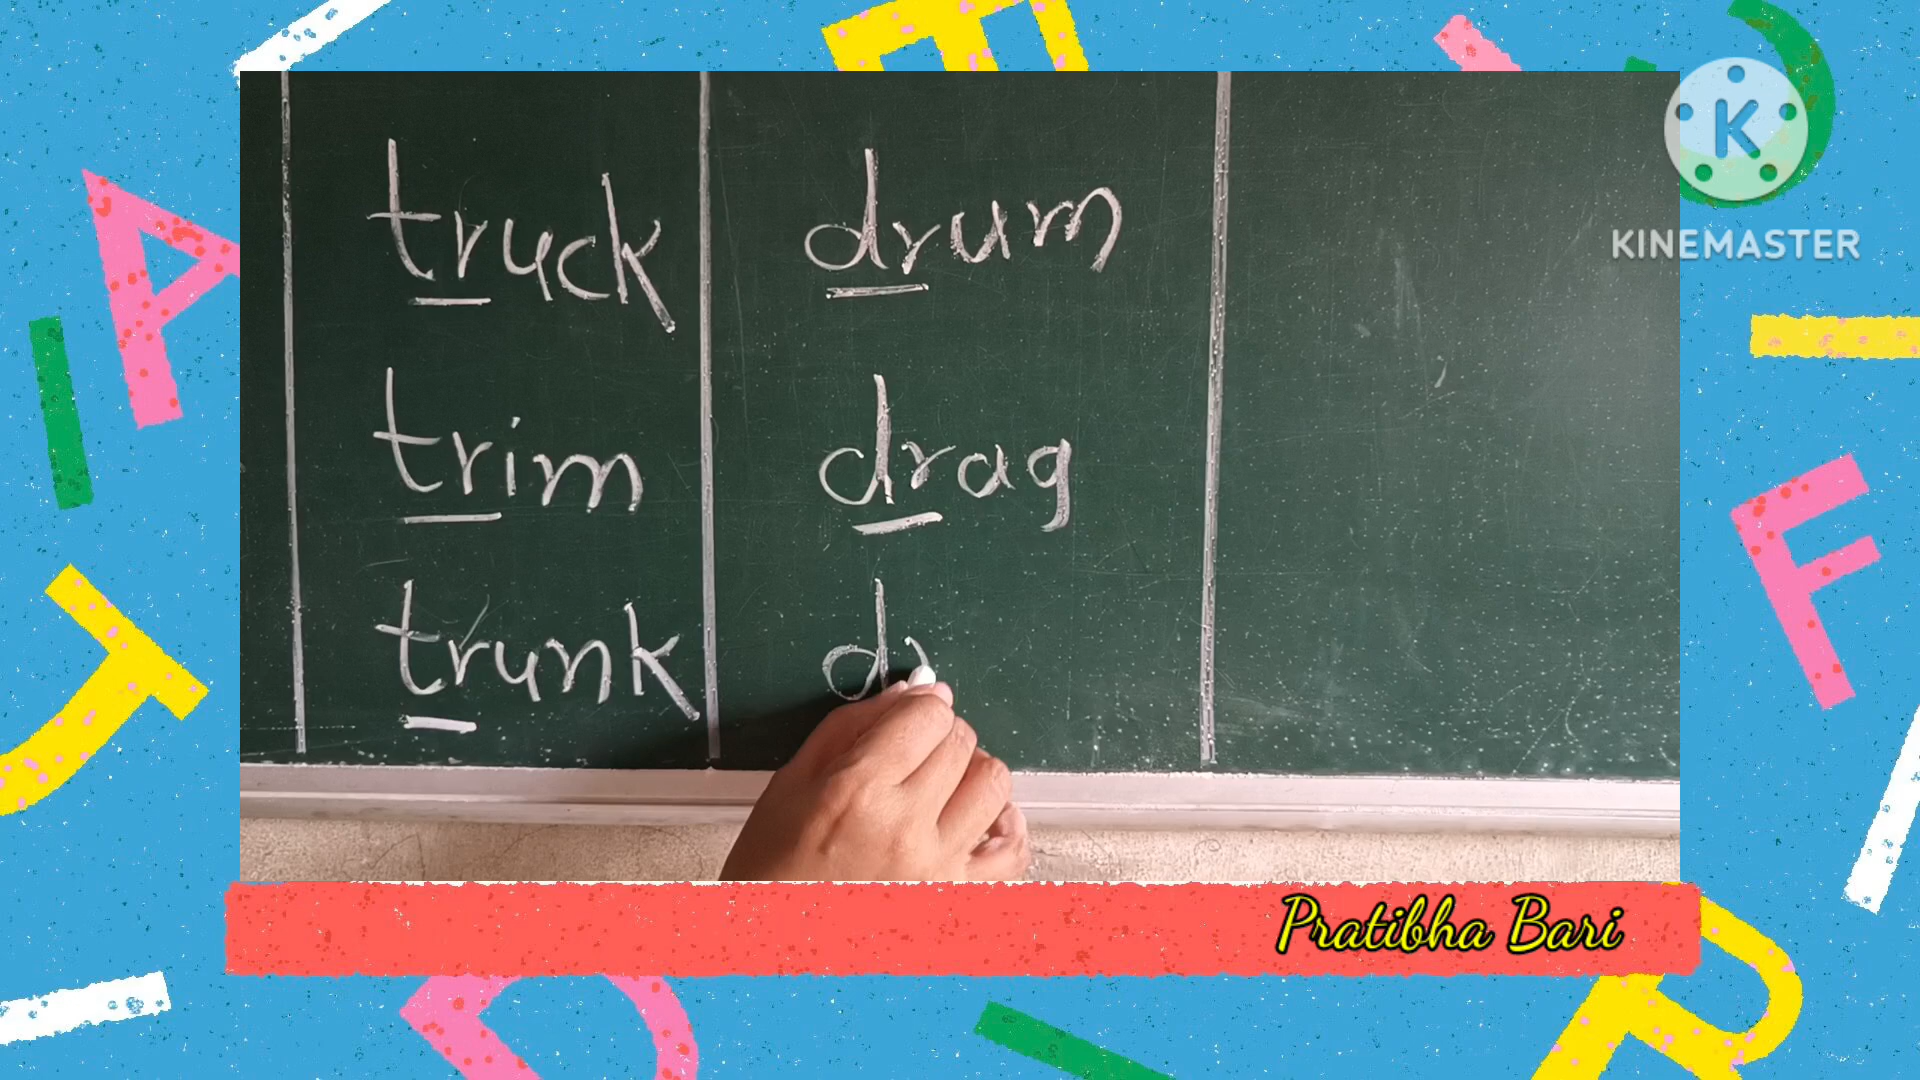 truck drum
trim drag
trunk d
KINEMASTER
Pratibha Bari